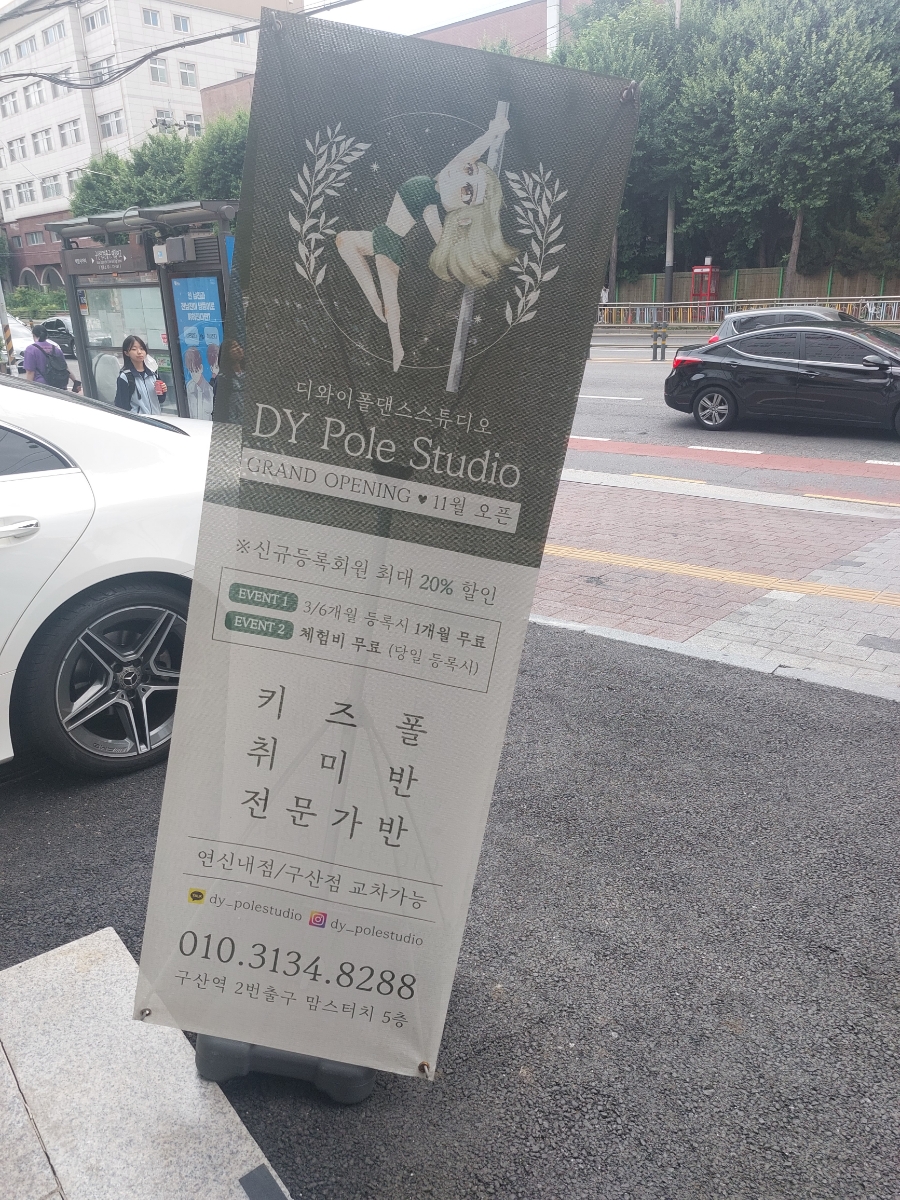 디와이폴댄스스튜디오
DY Pole Studio
GRAND OPENING ♥ 11월 오픈
※신규등록회원 최대 20% 할인
EVENT 1 3/6개월 등록시 1개월 무료
EVENT 2 체험비 무료 (당일 등록시)
키즈폴
취미반
전문가반
연신내점/구산점 교차가능
dy_polestudio dy_polestudio
010.3134.8288
구산역 2번출구 맘스터치 5층